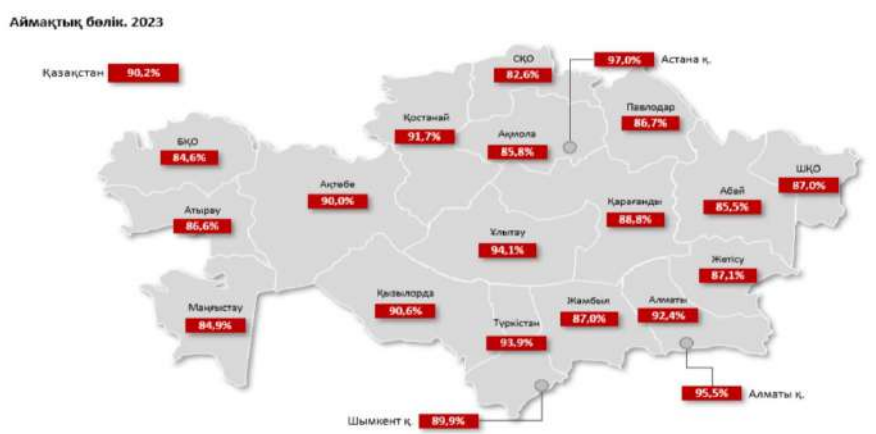 Аймақтық бөлік. 2023
Қазақстан 90,2%
СҚО
82,6%
97,0% Астана қ.
Қостанай
91,7%
Ақмола
85,8%
Павлодар
86,7%
БҚО
84,6%
Ақтөбе
90,0%
Қарағанды
88,8%
Абай
85,5%
ШҚО
87,0%
Атырау
86,6%
Ұлытау
94,1%
Жетісу
87,1%
Маңғыстау
84,9%
Қызылорда
90,6%
Түркістан
93,9%
Жамбыл
87,0%
Алматы
92,4%
95,5% Алматы қ.
Шымкент қ. 89,9%